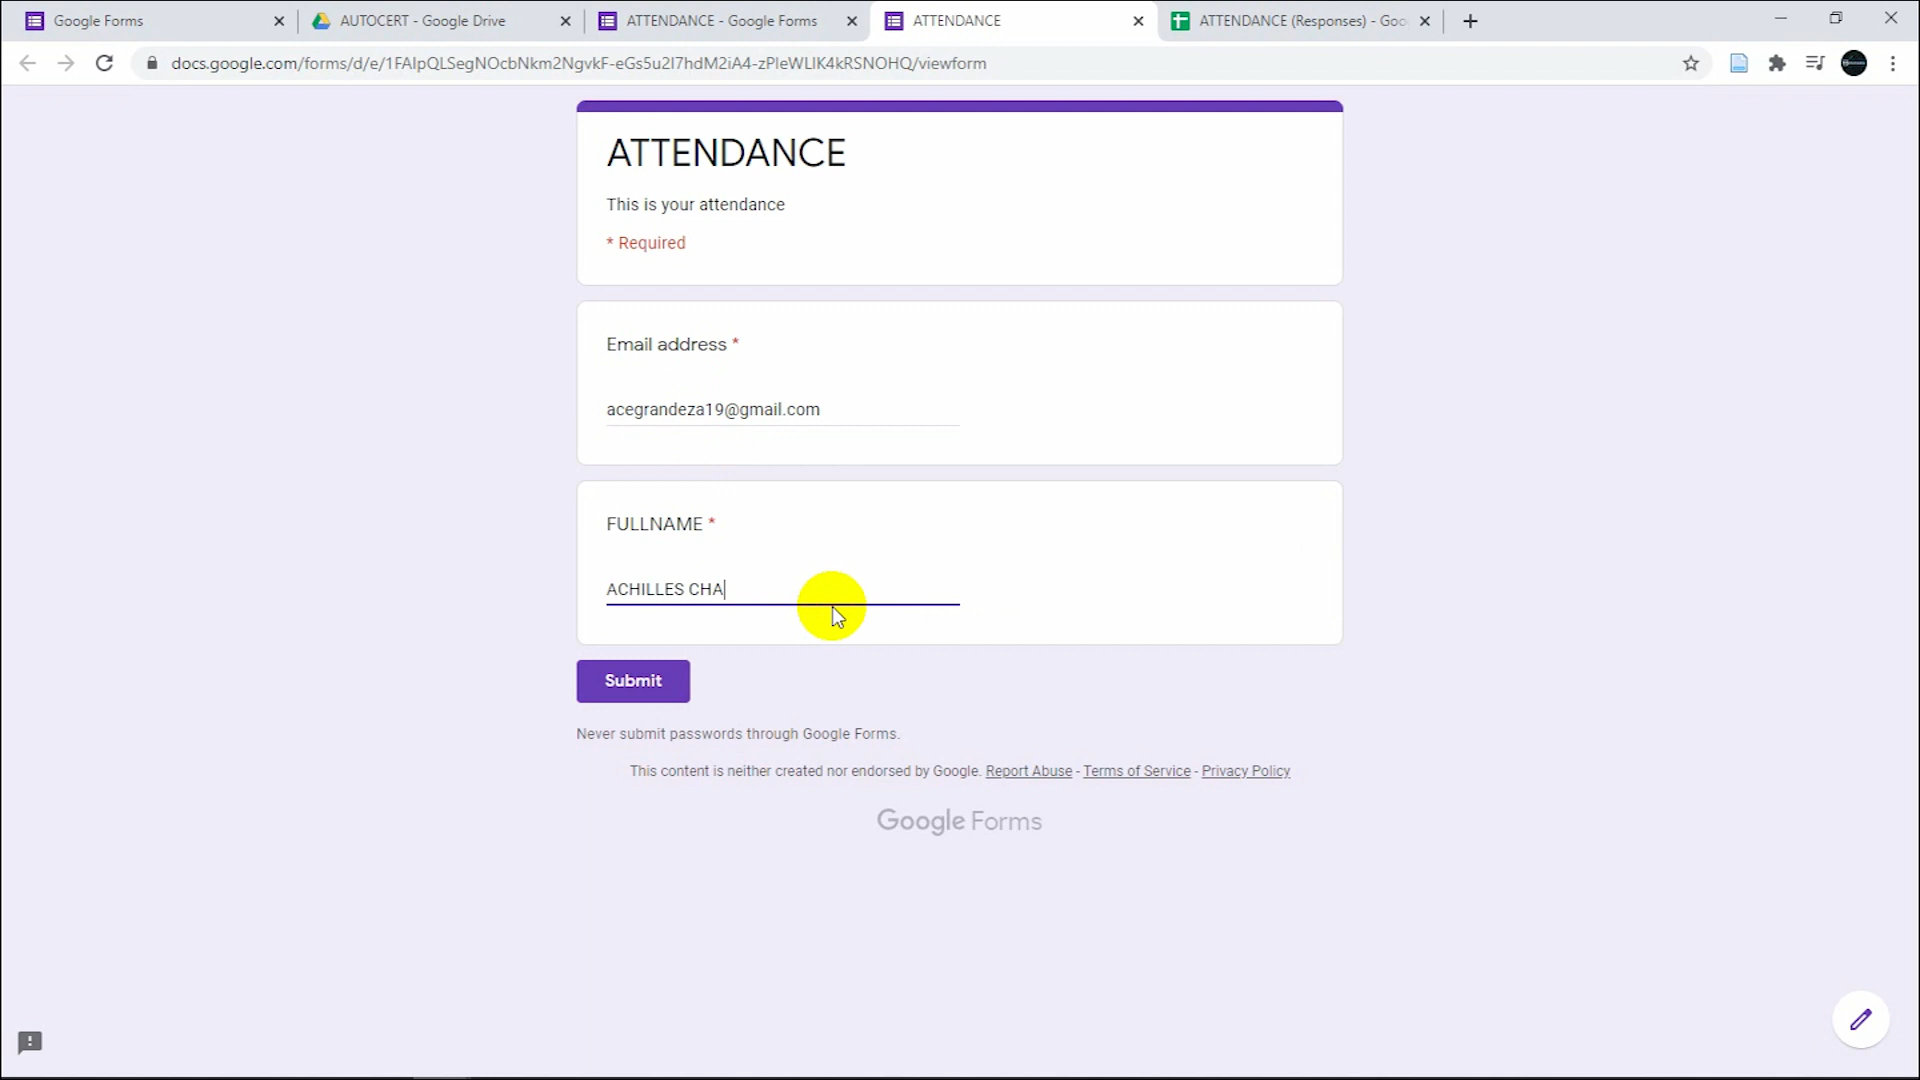 Google Forms
AUTOCERT - Google Drive
ATTENDANCE - Google Forms
ATTENDANCE
ATTENDANCE (Responses) - Goo
docs.google.com/forms/d/e/1FAIpQLSegNOcbNkm2NgvkF-eGs5u2I7hdM2iA4-zPIeWLIK4kRSNOHQ/viewform
ATTENDANCE
This is your attendance
* Required
Email address *
acegrandeza19@gmail.com
FULLNAME *
ACHILLES CHA
Submit
Never submit passwords through Google Forms.
This content is neither created nor endorsed by Google. Report Abuse - Terms of Service - Privacy Policy
Google Forms